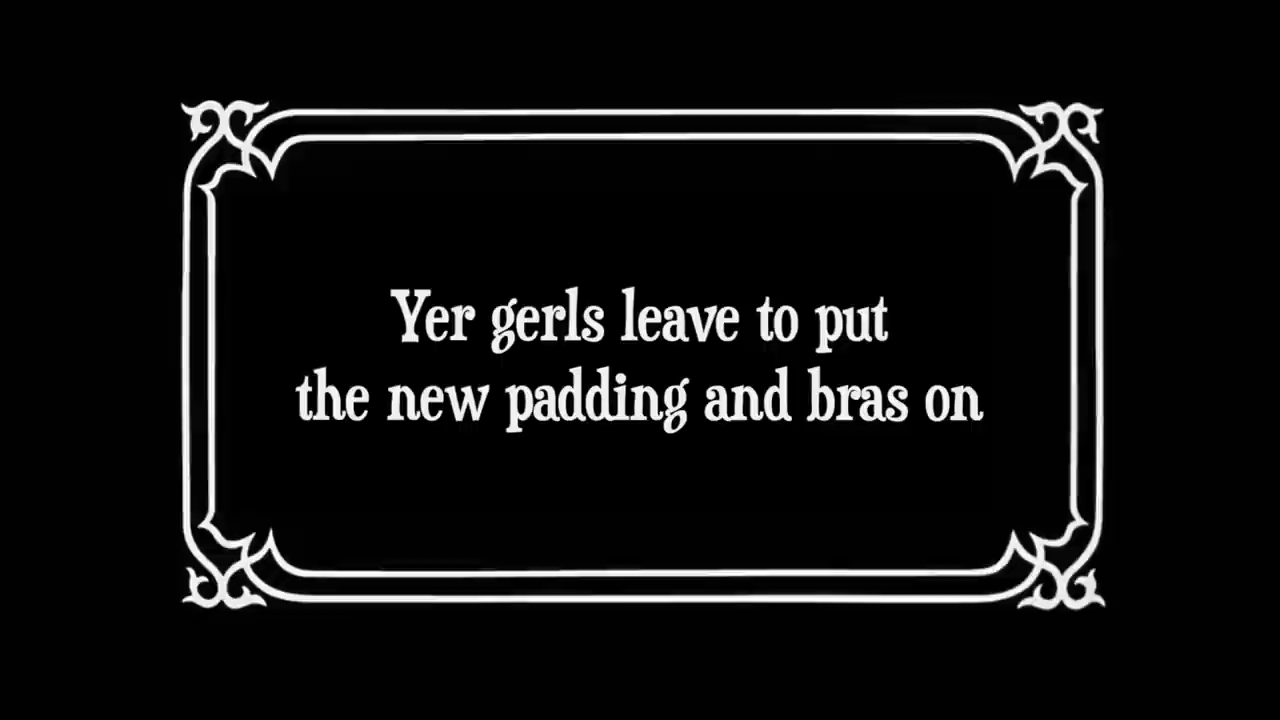 Yer gerls leave to put
the new padding and bras on